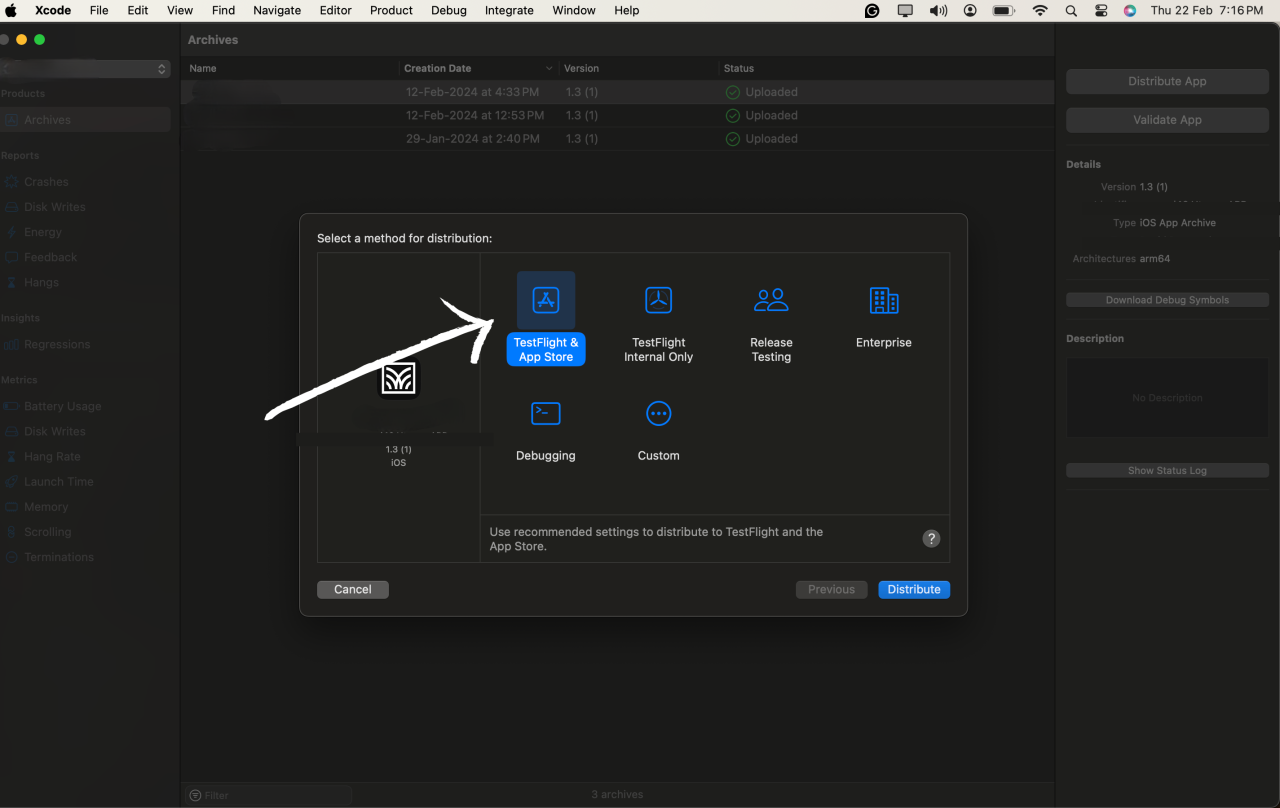 Xcode File Edit View Find Navigate Editor Product Debug Integrate Window Help Thu 22 Feb 7:16 PM
Archives
Name Creation Date Version Status
12-Feb-2024 at 4:33 PM 1.3 (1) Uploaded
12-Feb-2024 at 12:53 PM 1.3 (1) Uploaded
29-Jan-2024 at 2:40 PM 1.3 (1) Uploaded
Products
Archives
Reports
Crashes
Disk Writes
Energy
Feedback
Hangs
Insights
Regressions
Metrics
Battery Usage
Disk Writes
Hang Rate
Launch Time
Memory
Scrolling
Terminations
Select a method for distribution:
1.3 (1)
iOS
TestFlight &
App Store
TestFlight
Internal Only
Release
Testing
Enterprise
Debugging
Custom
Use recommended settings to distribute to TestFlight and the
App Store.
?
Cancel Previous Distribute
Distribute App
Validate App
Details
Version 1.3 (1)
Type iOS App Archive
Architectures arm64
Download Debug Symbols
Description
No Description
Show Status Log
Filter 3 archives